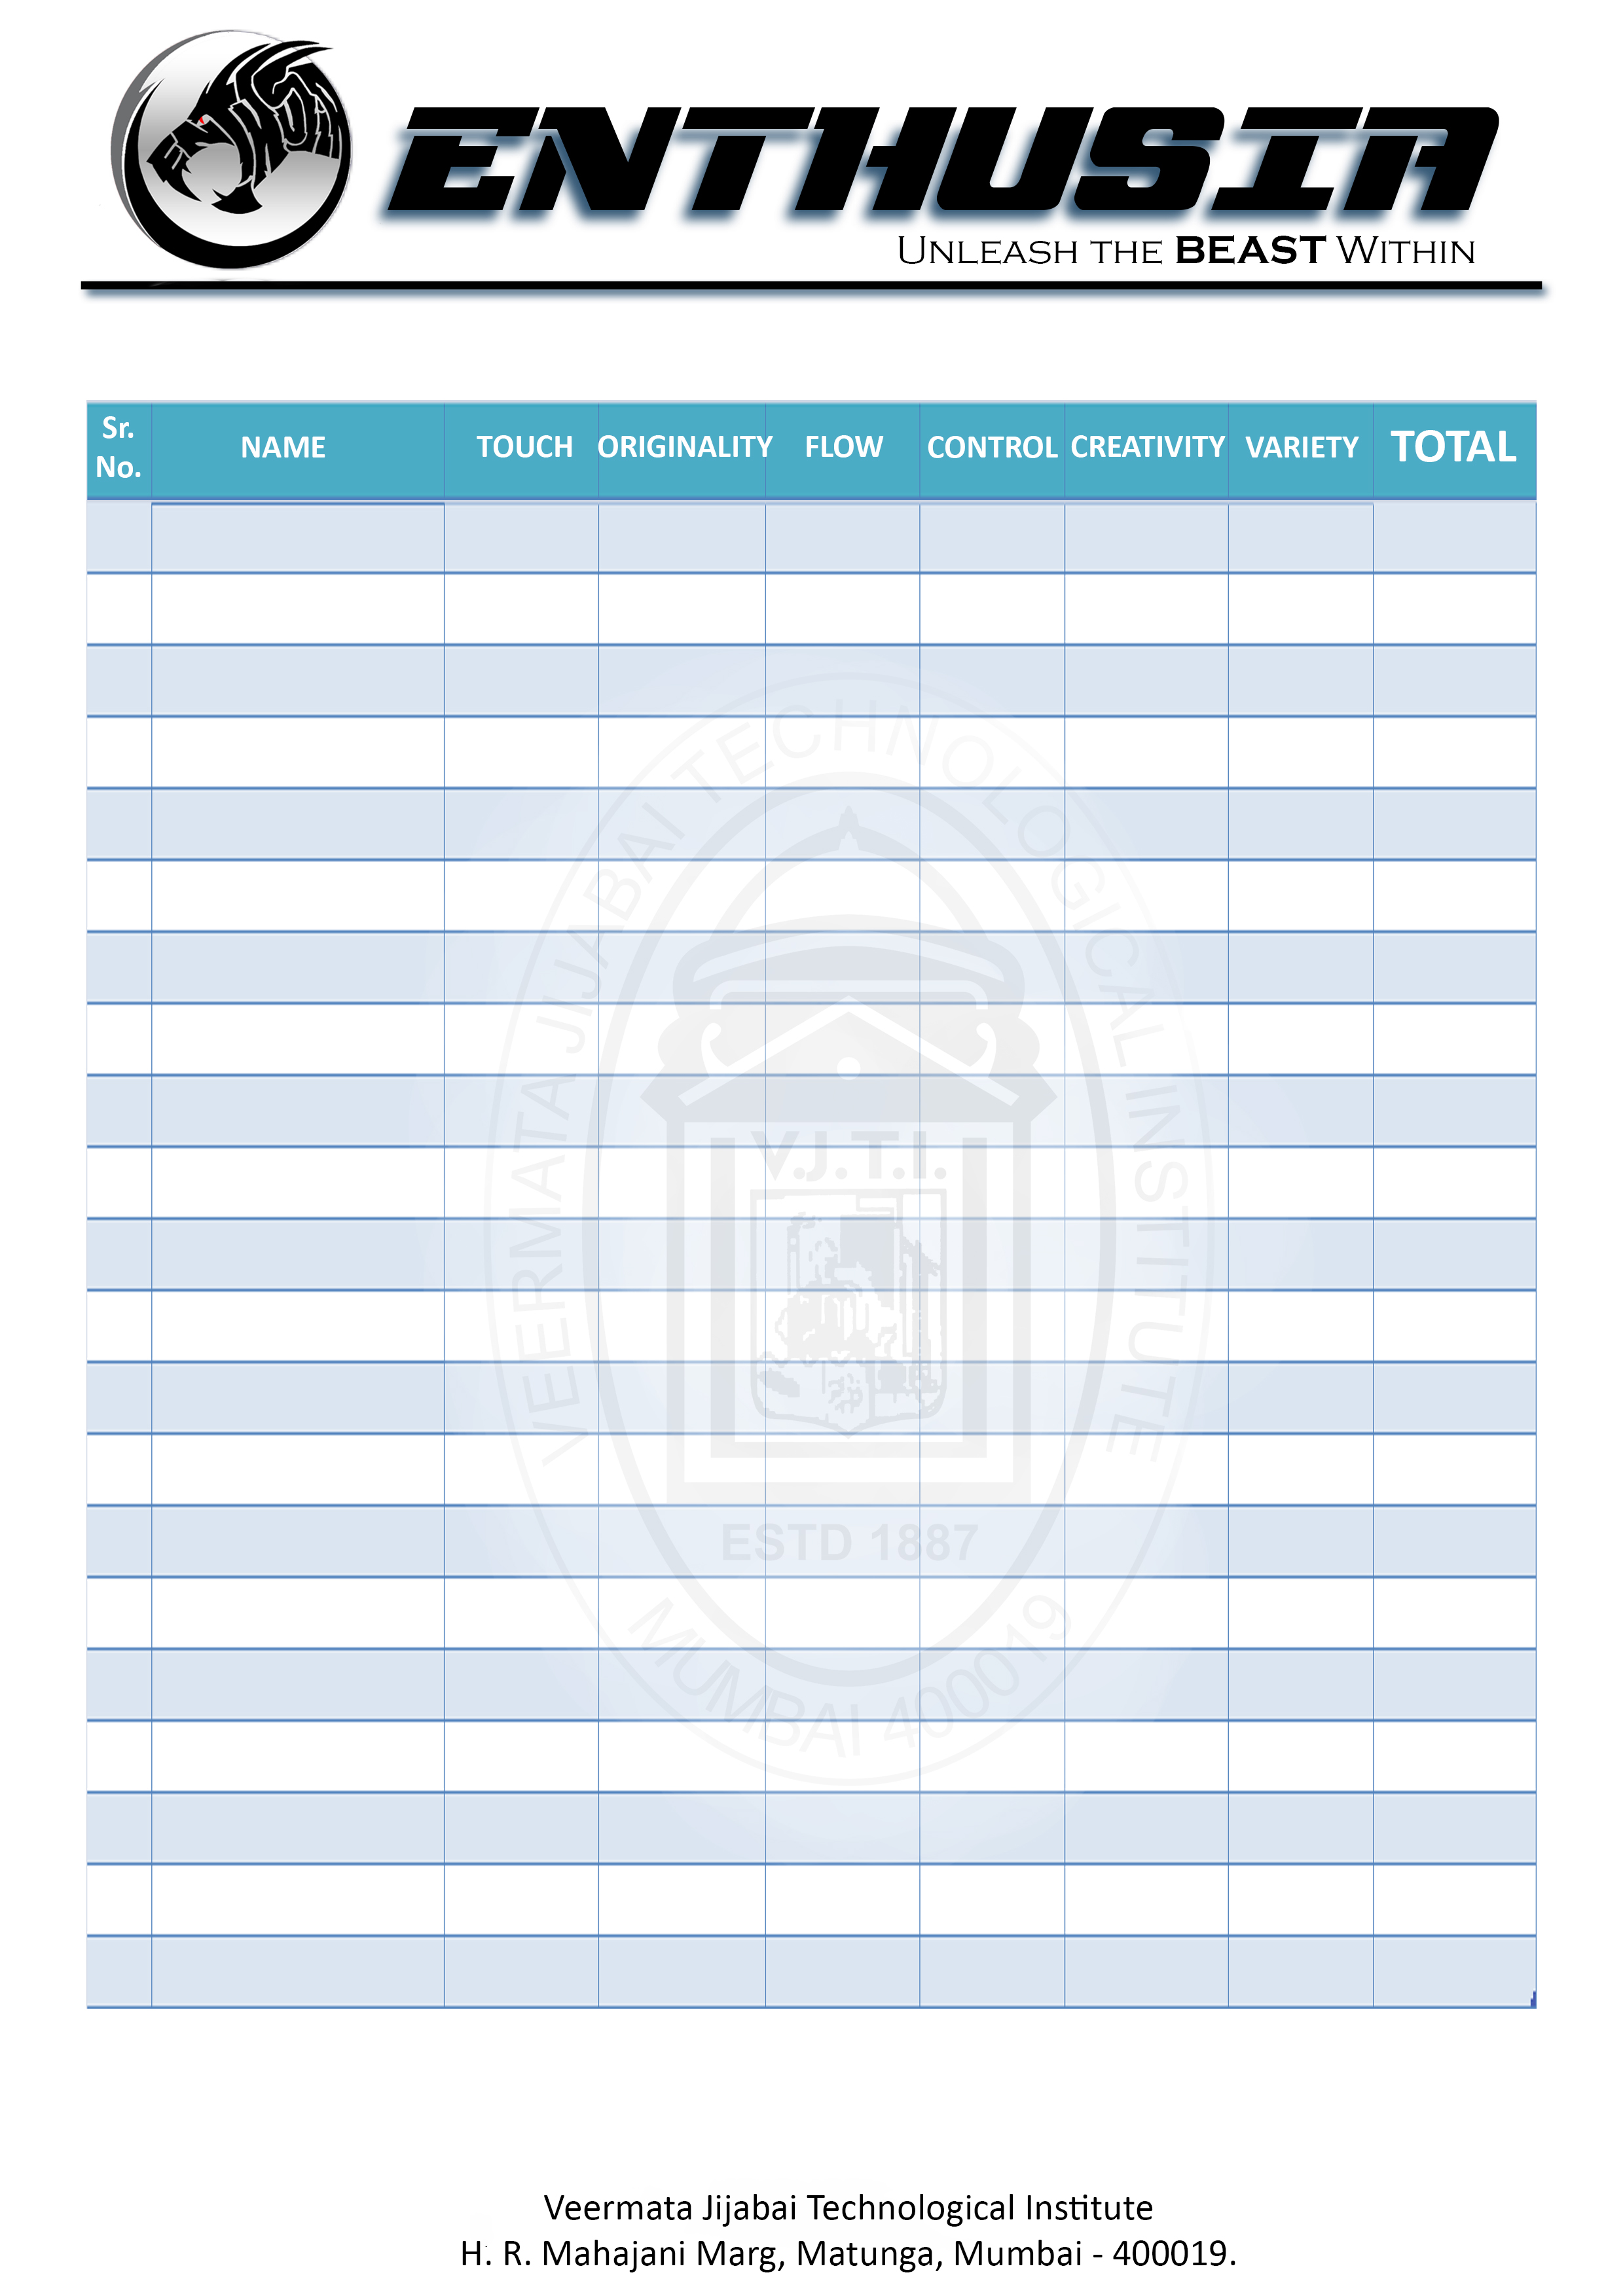 ENTHUSIA
UNLEASH THE BEAST WITHIN
Sr. No. NAME TOUCH ORIGINALITY FLOW CONTROL CREATIVITY VARIETY TOTAL
VEERMATA JIJABAI TECHNOLOGICAL INSTITUTE
V.J.T.I.
ESTD 1887
MUMBAI 400019
Veermata Jijabai Technological Institute
H. R. Mahajani Marg, Matunga, Mumbai - 400019.